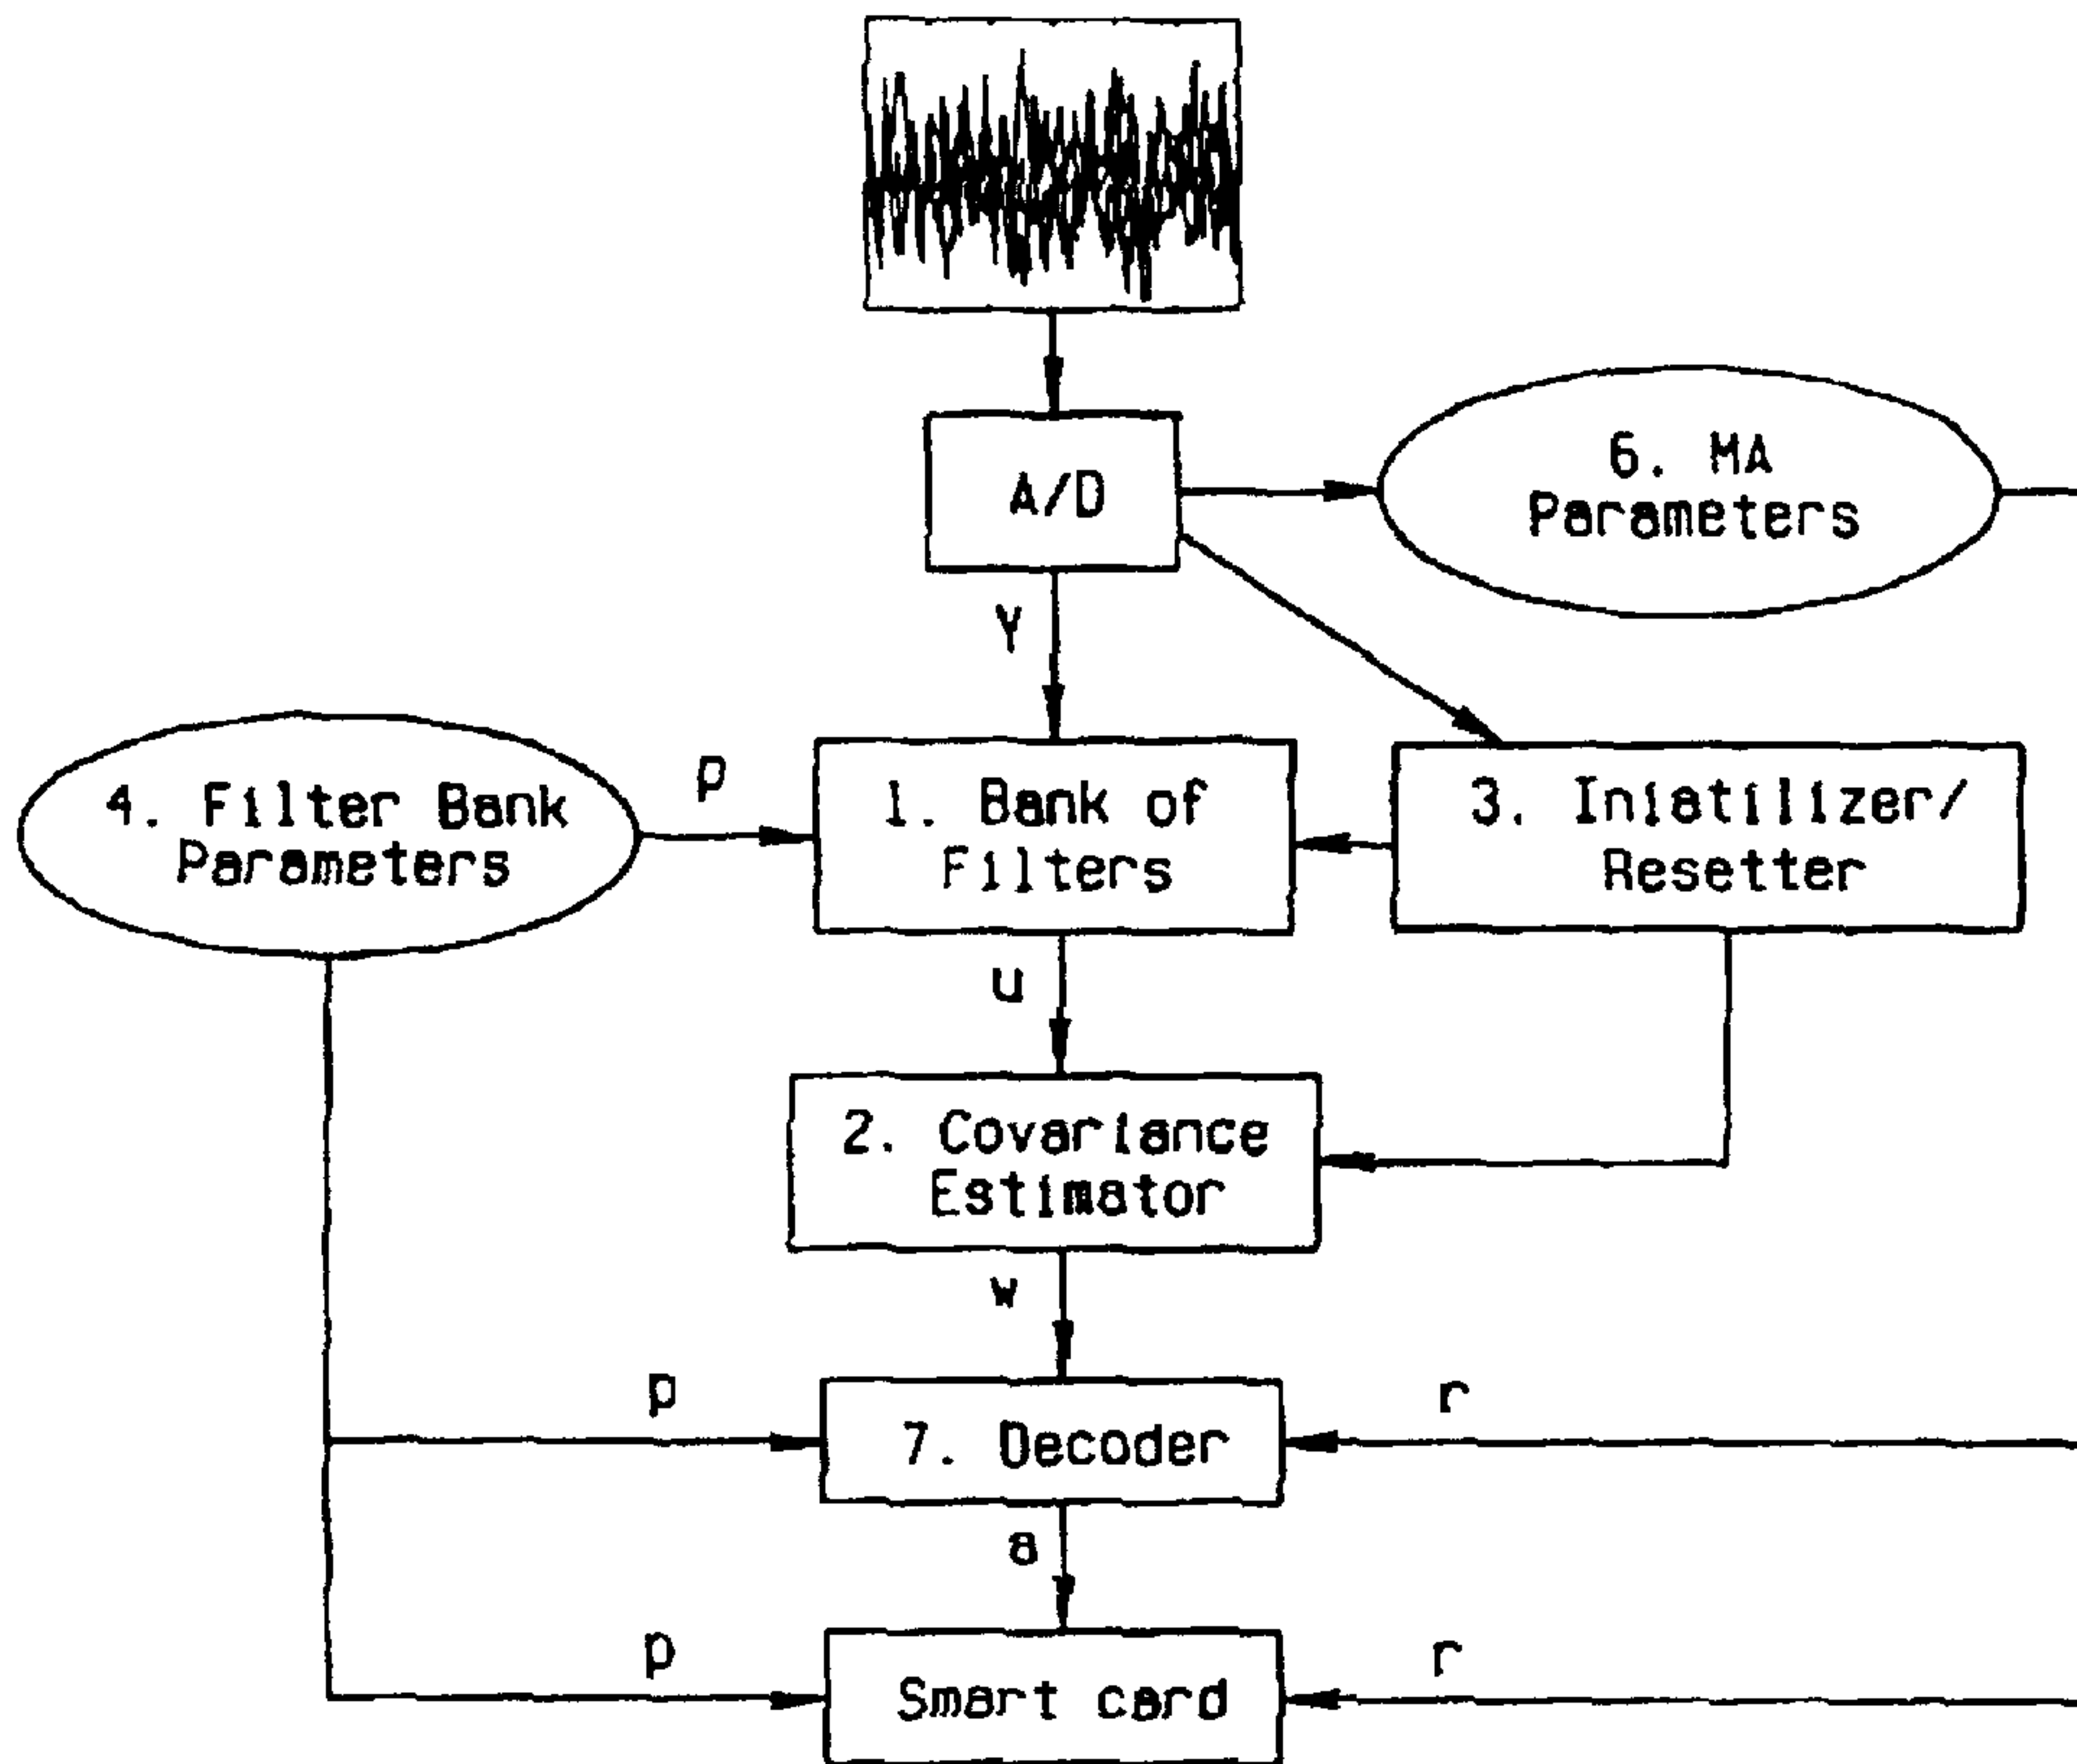 A/D
6. MA
Parameters
y
4. Filter Bank
Parameters
p
1. Bank of
Filters
3. Iniatilizer/
Resetter
u
2. Covariance
Estimator
w
p
7. Decoder
r
a
p
Smart card
r